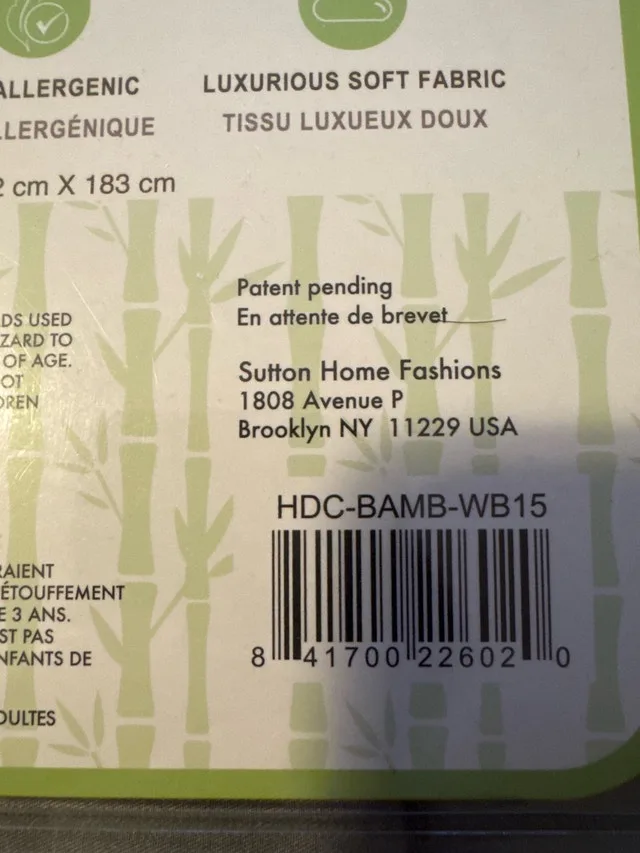 ALLERGENIC
LLERGÉNIQUE
LUXURIOUS SOFT FABRIC
TISSU LUXUEUX DOUX
2 cm X 183 cm
DS USED
ZARD TO
OF AGE.
OT
DREN
Patent pending
En attente de brevet
Sutton Home Fashions
1808 Avenue P
Brooklyn NY 11229 USA
RAIENT
ÉTOUFFEMENT
E 3 ANS.
ST PAS
NFANTS DE
DULTES
HDC-BAMB-WB15
8 41700 22602 0